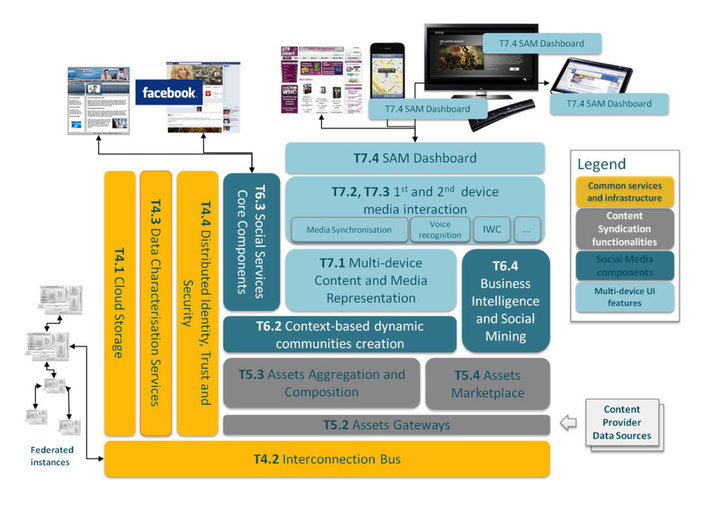 facebook
DOCTOR
WHO
T7.4 SAM Dashboard
T7.4 SAM Dashboard
T7.4 SAM Dashboard
T7.4 SAM Dashboard
T7.2, T7.3 1st and 2nd device
media interaction
Media Synchronisation
Voice
recognition
IWC
...
T7.1 Multi-device
Content and Media
Representation
T6.3 Social Services
Core Components
T6.4
Business
Intelligence
and Social
Mining
T6.2 Context-based dynamic
communities creation
T5.3 Assets Aggregation and
Composition
T5.4 Assets
Marketplace
T5.2 Assets Gateways
T4.1 Cloud Storage
T4.3 Data Characterisation Services
T4.4 Distributed Identity, Trust and
Security
T4.2 Interconnection Bus
Federated
instances
Content
Provider
Data Sources
Legend
Common services
and infrastructure
Content
Syndication
functionalities
Social Media
components
Multi-device UI
features